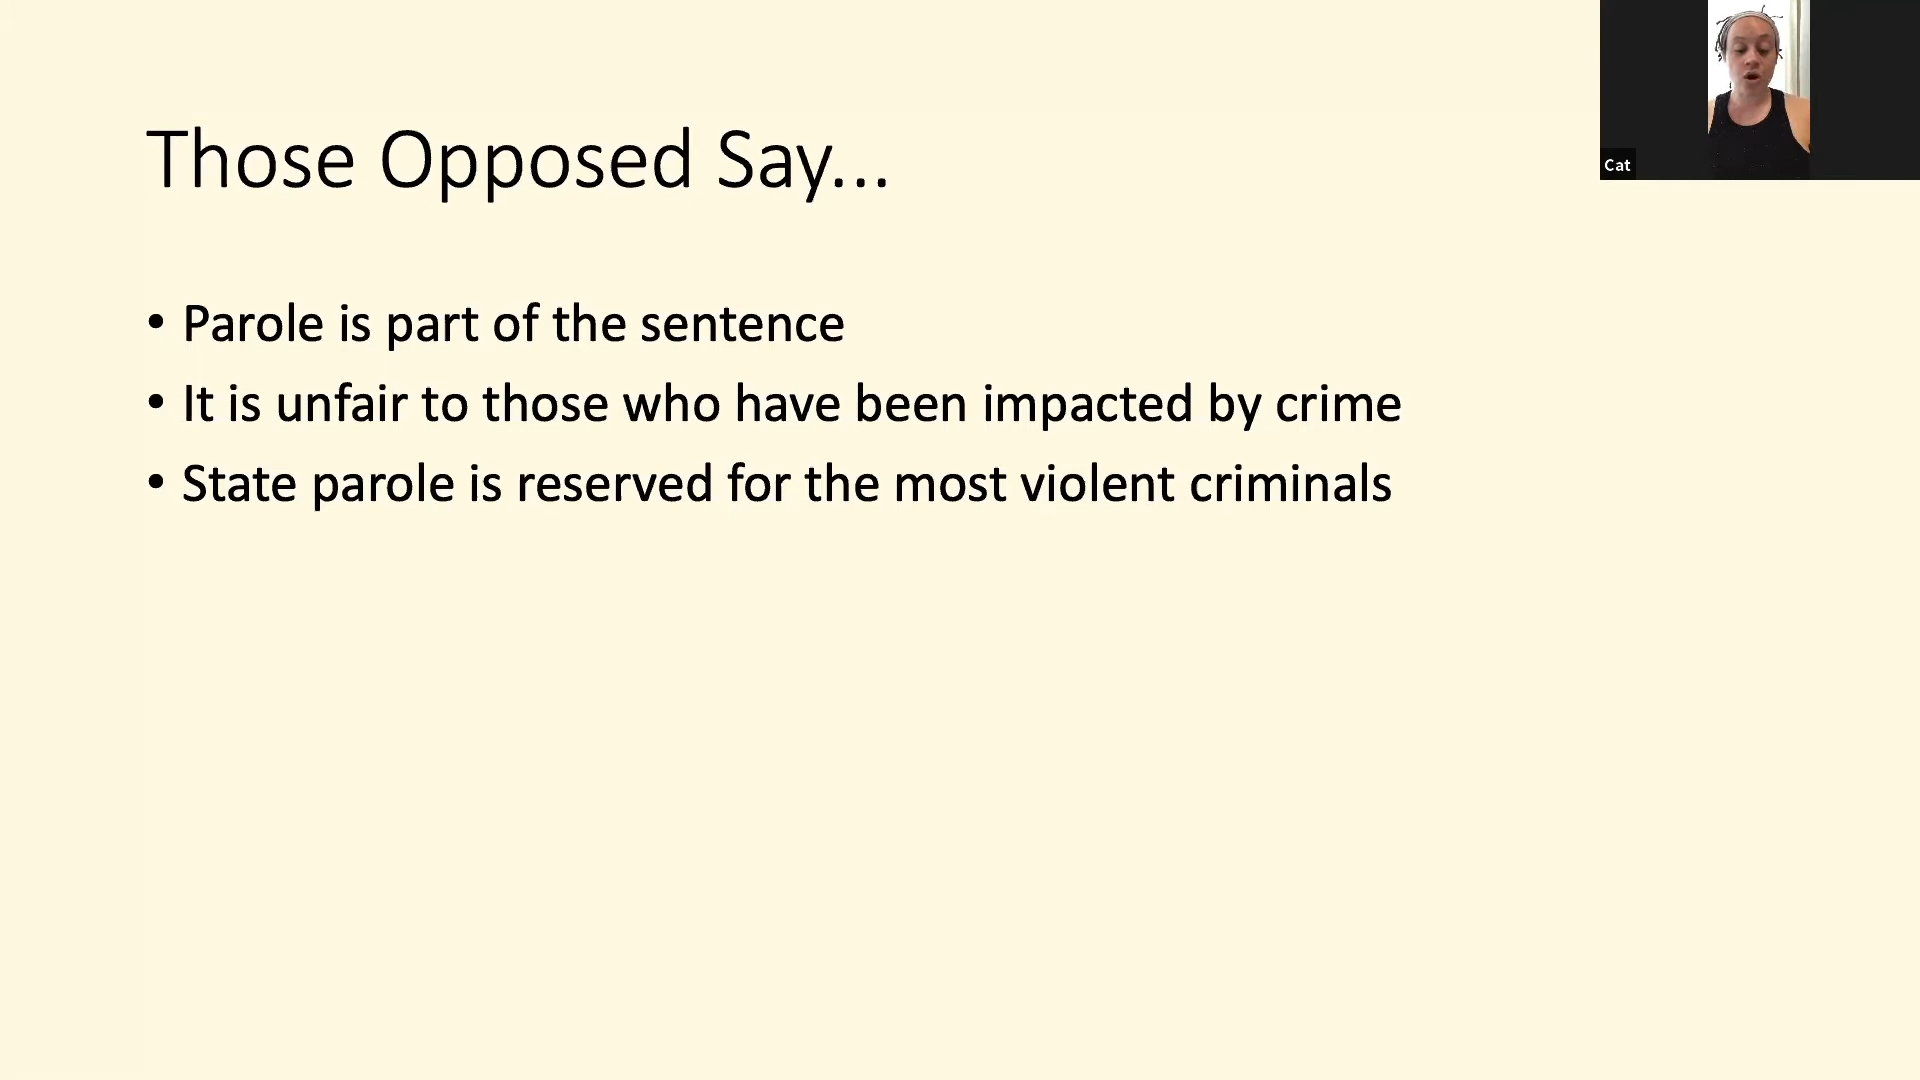 Those Opposed Say...
• Parole is part of the sentence
• It is unfair to those who have been impacted by crime
• State parole is reserved for the most violent criminals
Cat